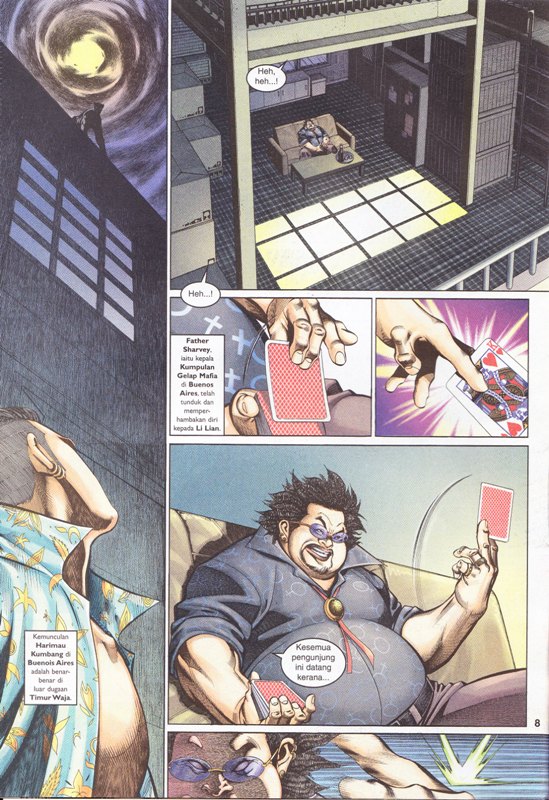 Heh,
heh...!
Heh...!
Father
Sharvey,
iaitu kepala
Kumpulan
Gelap Mafia
di Buenos
Aires, telah
tunduk dan
memper-
hambakan diri
kepada Li Lian.
K
Kemunculan
Harimau
Kumbang di
Buenois Aires
adalah benar-
benar di
luar dugaan
Timur Waja.
Kesemua
pengunjung
ini datang
kerana...
8